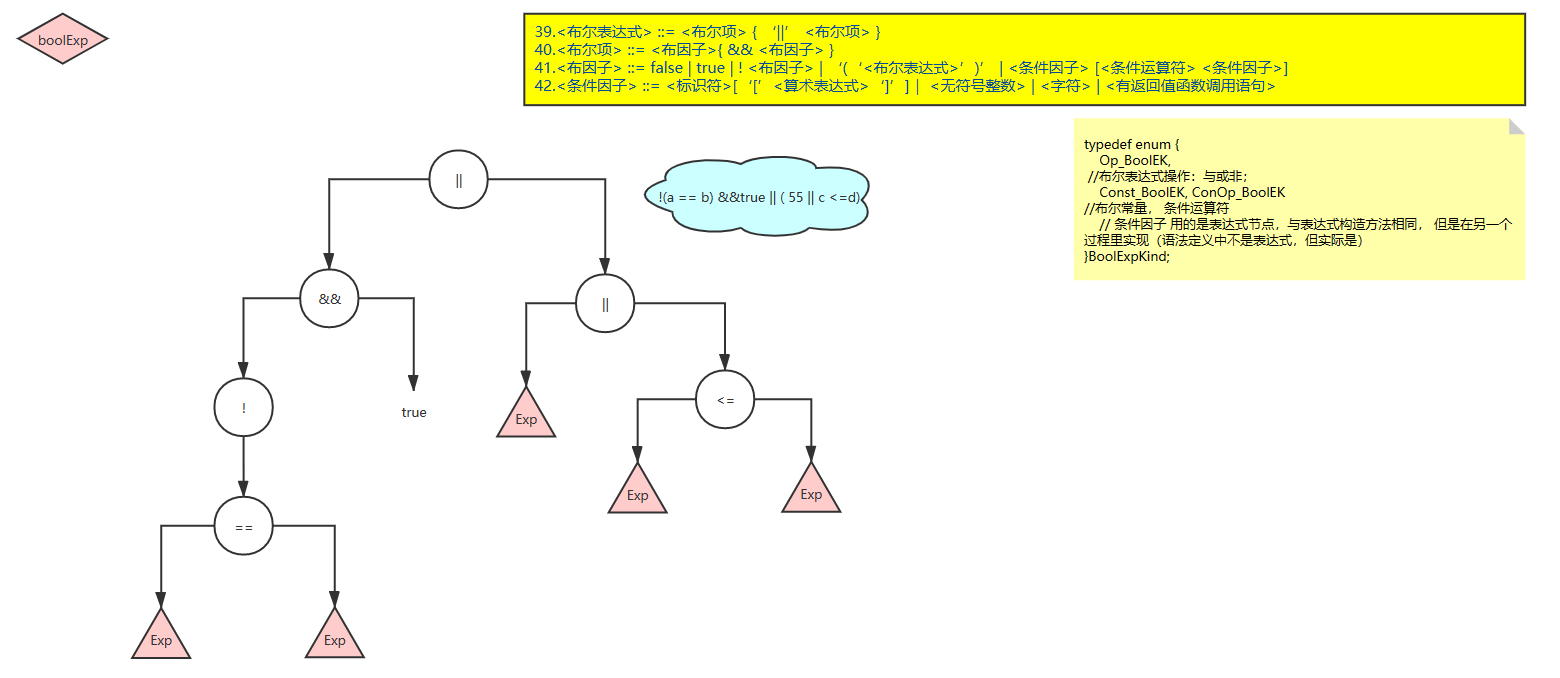 boolExp
39.<布尔表达式> ::= <布尔项> { ‘||’ <布尔项> }
40.<布尔项> ::= <布因子>{ && <布因子> }
41.<布因子> ::= false | true | ! <布因子> | ‘(‘<布尔表达式>’)’ | <条件因子> [<条件运算符> <条件因子>]
42.<条件因子> ::= <标识符>[‘[’<算术表达式>‘]’] | <无符号整数> | <字符> | <有返回值函数调用语句>
typedef enum {
Op_BoolEK,
//布尔表达式操作：与或非；
Const_BoolEK, ConOp_BoolEK
//布尔常量， 条件运算符
// 条件因子 用的是表达式节点，与表达式构造方法相同， 但是在另一个
过程里实现（语法定义中不是表达式，但实际是）
}BoolExpKind;
||
!(a == b) &&true || ( 55 || c <=d)
&&
||
!
true
Exp
<=
Exp
Exp
==
Exp
Exp